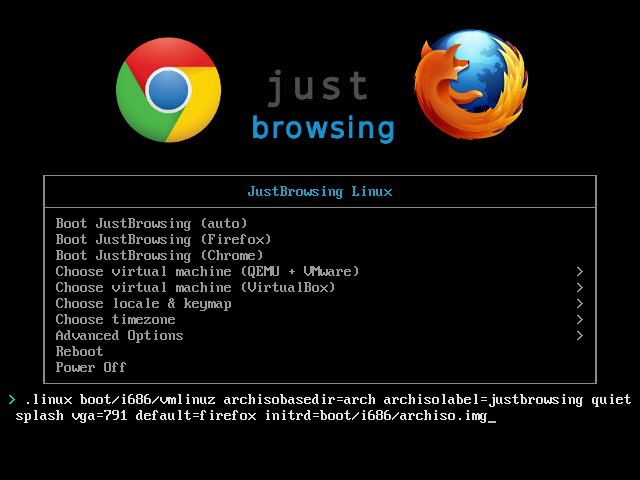 just
browsing
JustBrowsing Linux
Boot JustBrowsing (auto)
Boot JustBrowsing (Firefox)
Boot JustBrowsing (Chrome)
Choose virtual machine (QEMU + VMware) >
Choose virtual machine (VirtualBox) >
Choose locale & keymap >
Choose timezone >
Advanced Options >
Reboot
Power Off
> .linux boot/i686/vmlinuz archisobasedir=arch archisolabel=justbrowsing quiet
splash vga=791 default=firefox initrd=boot/i686/archiso.img_